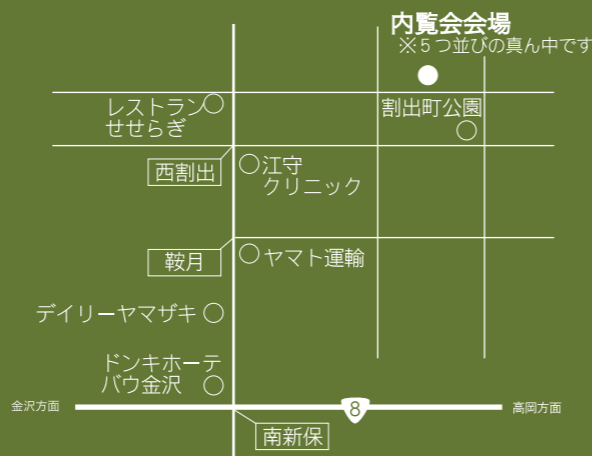 内覧会会場
※5つ並びの真ん中です
レストラン
せせらぎ
割出町公園
西割出
江守
クリニック
鞍月
ヤマト運輸
デイリーヤマザキ
ドンキホーテ
パウ金沢
金沢方面
8
高岡方面
南新保